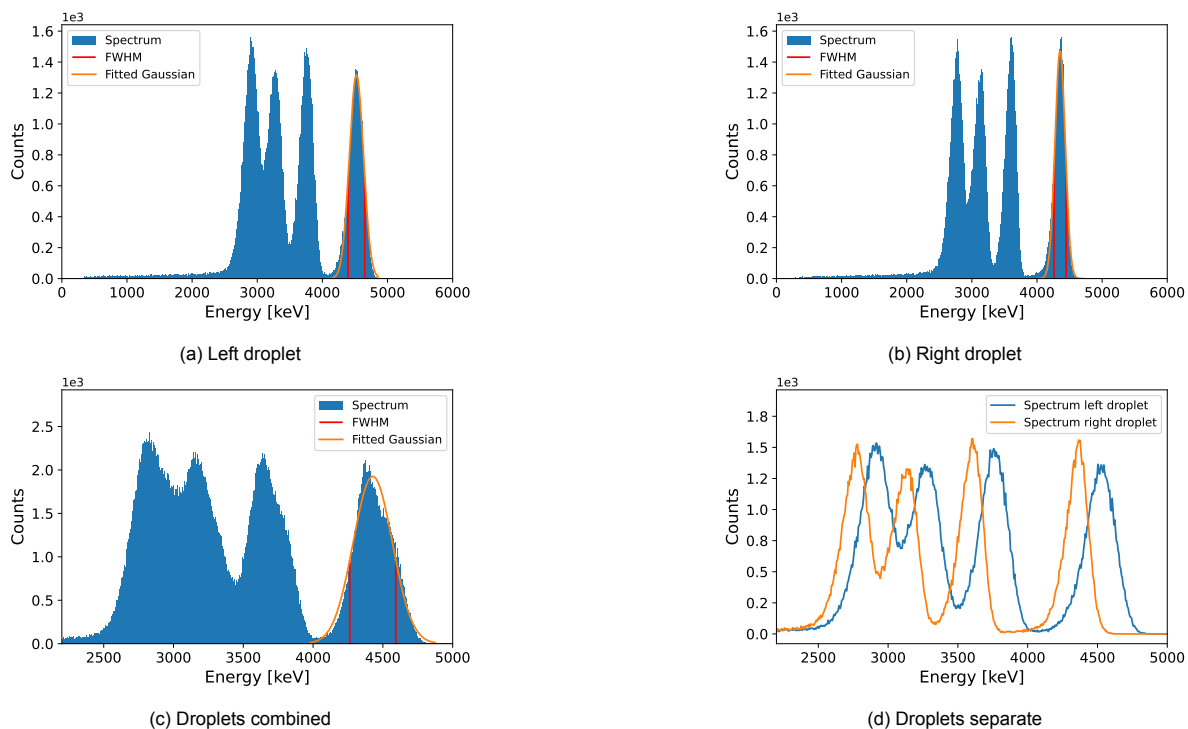 1e3
1.6
1.4
1.2
1.0
0.8
0.6
0.4
0.2
0.0
Counts
Spectrum
FWHM
Fitted Gaussian
0 1000 2000 3000 4000 5000 6000
Energy [keV]
(a) Left droplet
1e3
1.6
1.4
1.2
1.0
0.8
0.6
0.4
0.2
0.0
Counts
Spectrum
FWHM
Fitted Gaussian
0 1000 2000 3000 4000 5000 6000
Energy [keV]
(b) Right droplet
1e3
2.5
2.0
1.5
1.0
0.5
0.0
Counts
Spectrum
FWHM
Fitted Gaussian
2500 3000 3500 4000 4500 5000
Energy [keV]
(c) Droplets combined
1e3
1.8
1.5
1.2
1.0
0.8
0.5
0.2
0.0
Counts
Spectrum left droplet
Spectrum right droplet
2500 3000 3500 4000 4500 5000
Energy [keV]
(d) Droplets separate